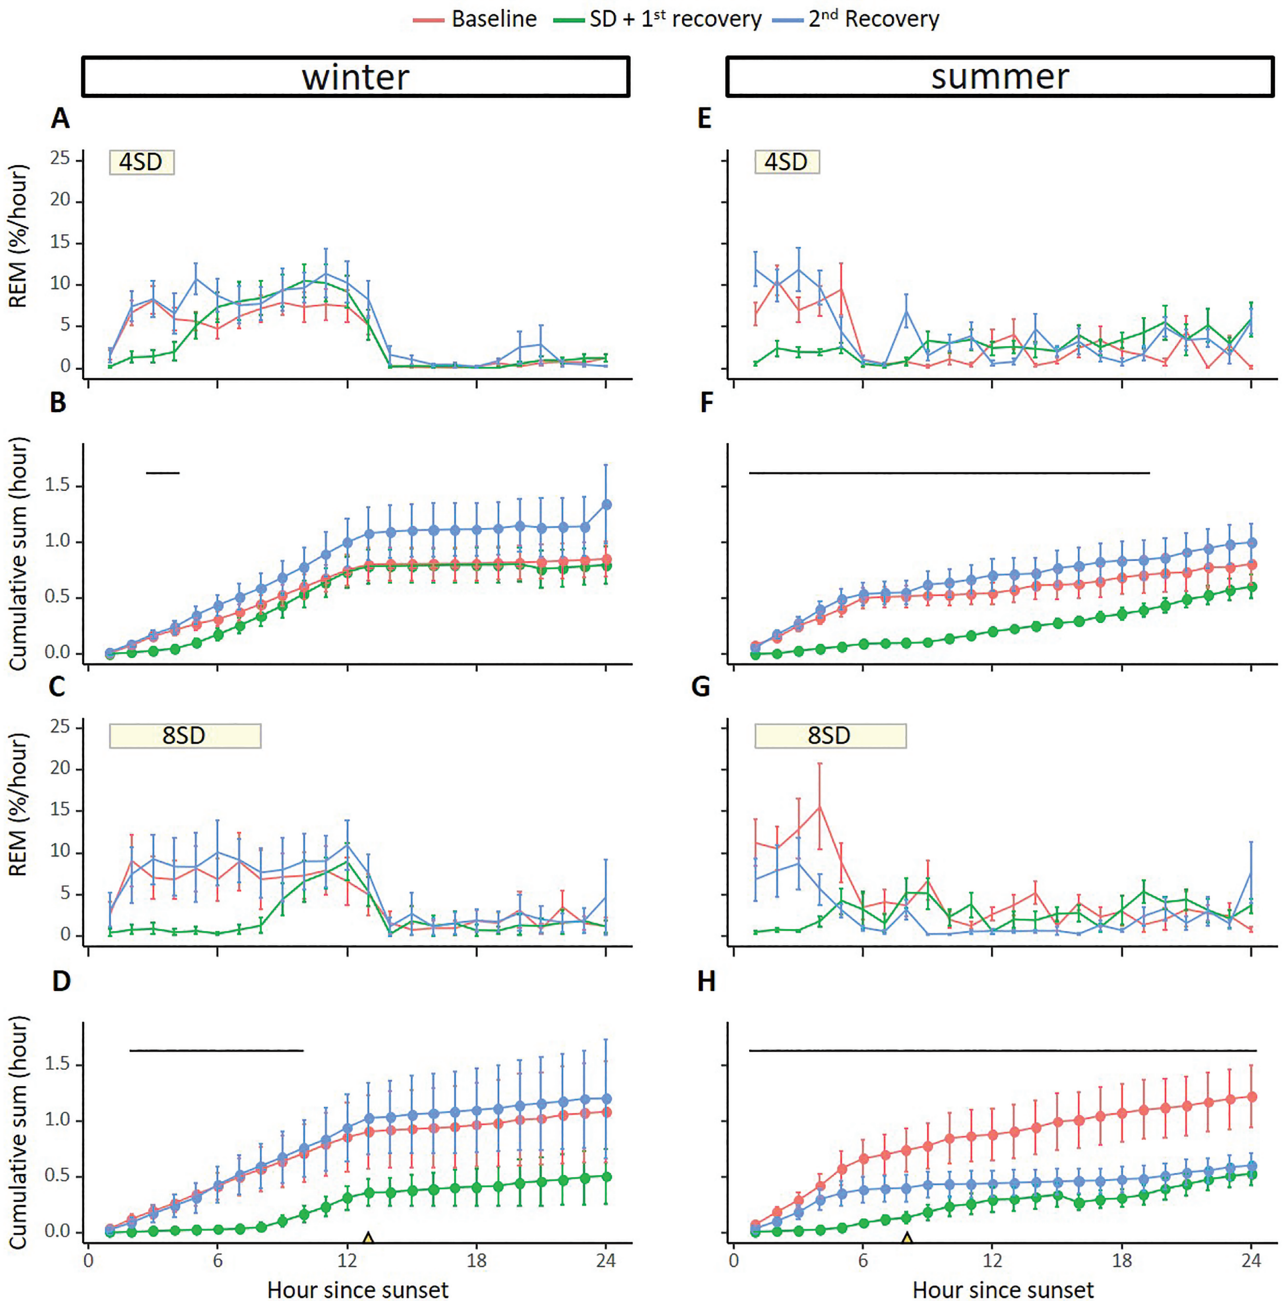 Baseline SD + 1st recovery 2nd Recovery
winter
summer
A
REM (%/hour)
25
20
15
10
5
0
4SD
E
4SD
B
Cumulative sum (hour)
1.5
1.0
0.5
0.0
F
C
REM (%/hour)
25
20
15
10
5
0
8SD
G
8SD
D
Cumulative sum (hour)
1.5
1.0
0.5
0.0
0 6 12 18 24
Hour since sunset
H
0 6 12 18 24
Hour since sunset